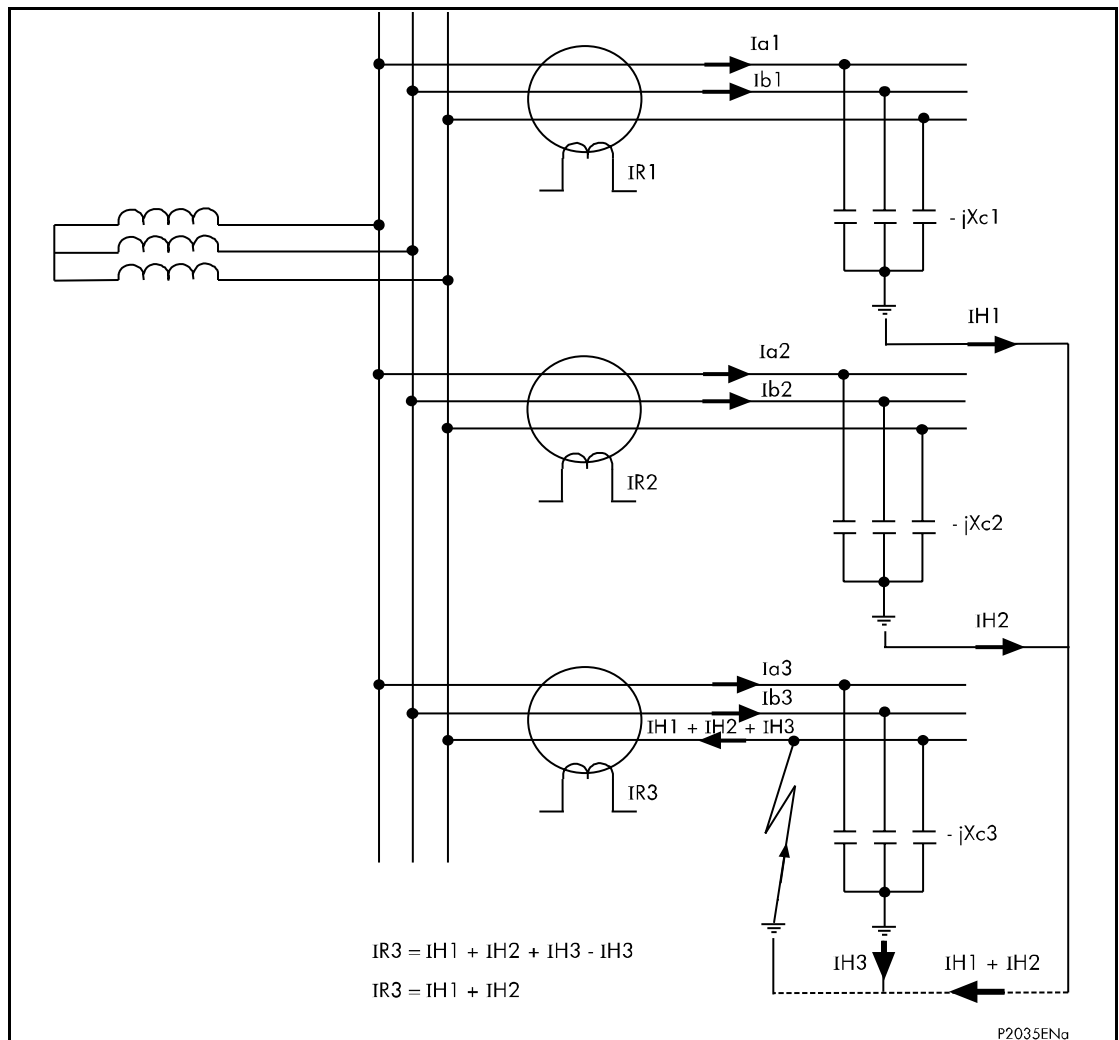 Ia1
Ib1
IR1
- jXc1
IH1
Ia2
Ib2
IR2
- jXc2
IH2
Ia3
Ib3
IH1 + IH2 + IH3
IR3
- jXc3
IR3 = IH1 + IH2 + IH3 - IH3
IH3
IH1 + IH2
IR3 = IH1 + IH2
P2035ENa